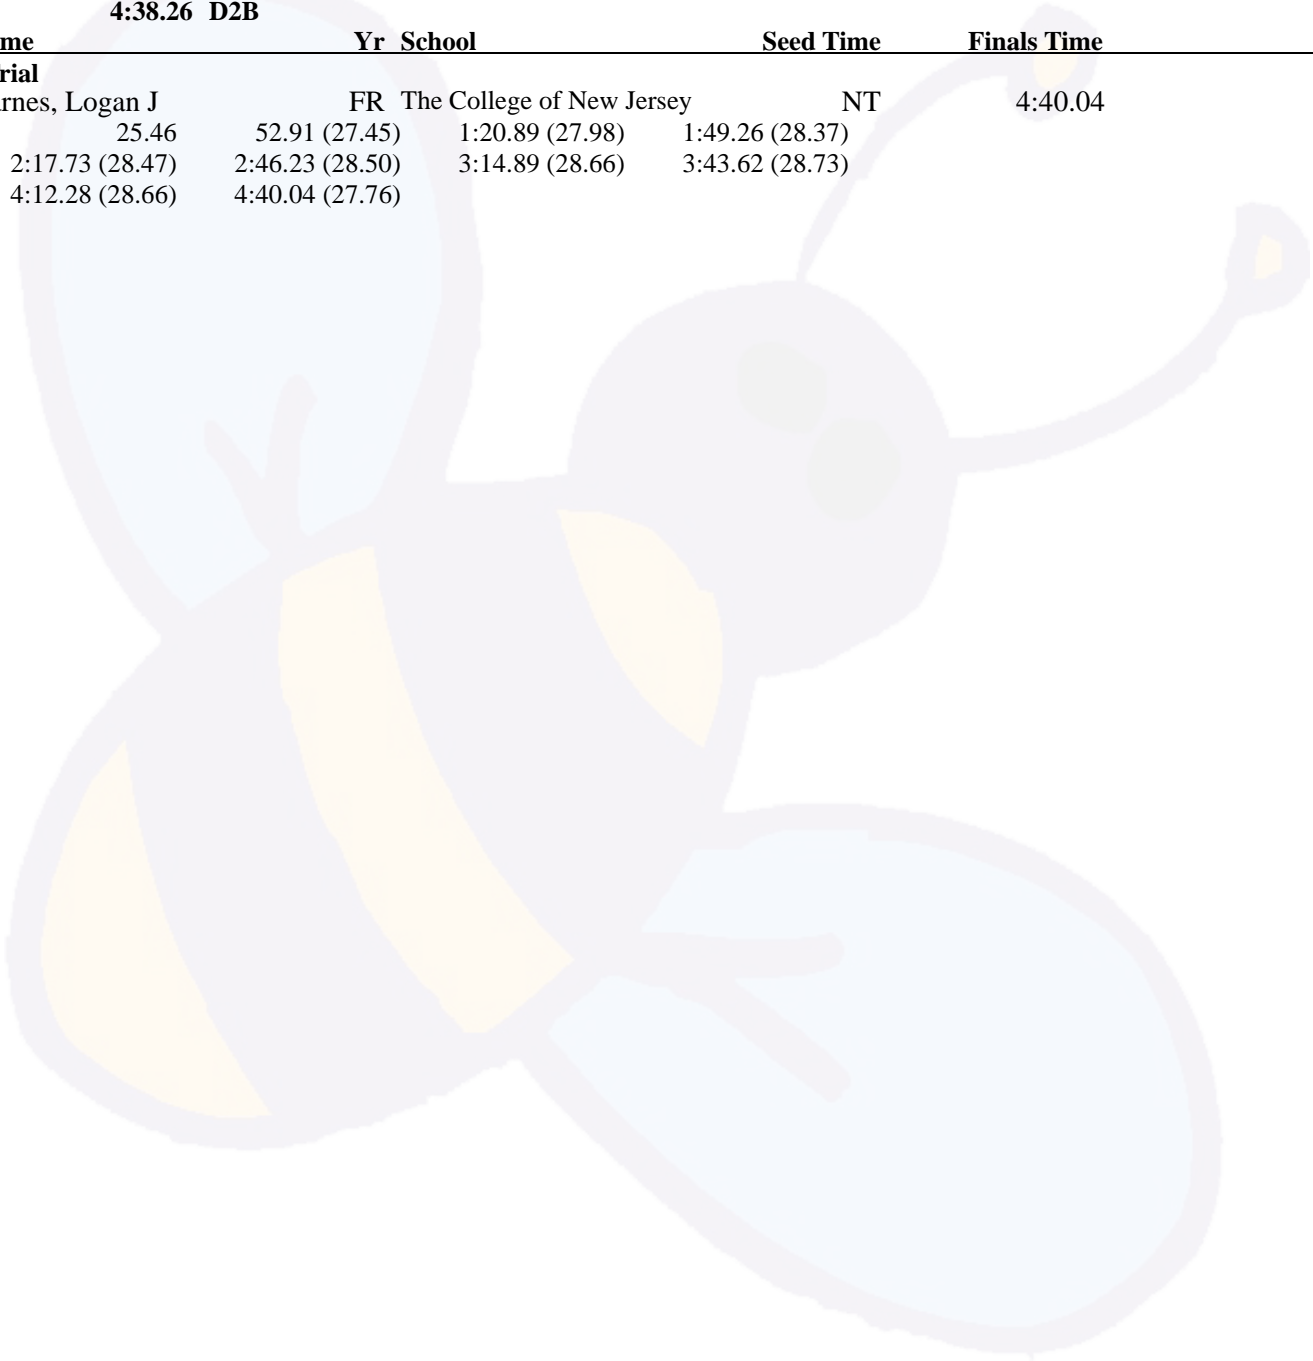 4:38.26 D2B
me Yr School Seed Time Finals Time
rial
rnes, Logan J FR The College of New Jersey NT 4:40.04
25.46 52.91 (27.45) 1:20.89 (27.98) 1:49.26 (28.37)
2:17.73 (28.47) 2:46.23 (28.50) 3:14.89 (28.66) 3:43.62 (28.73)
4:12.28 (28.66) 4:40.04 (27.76)